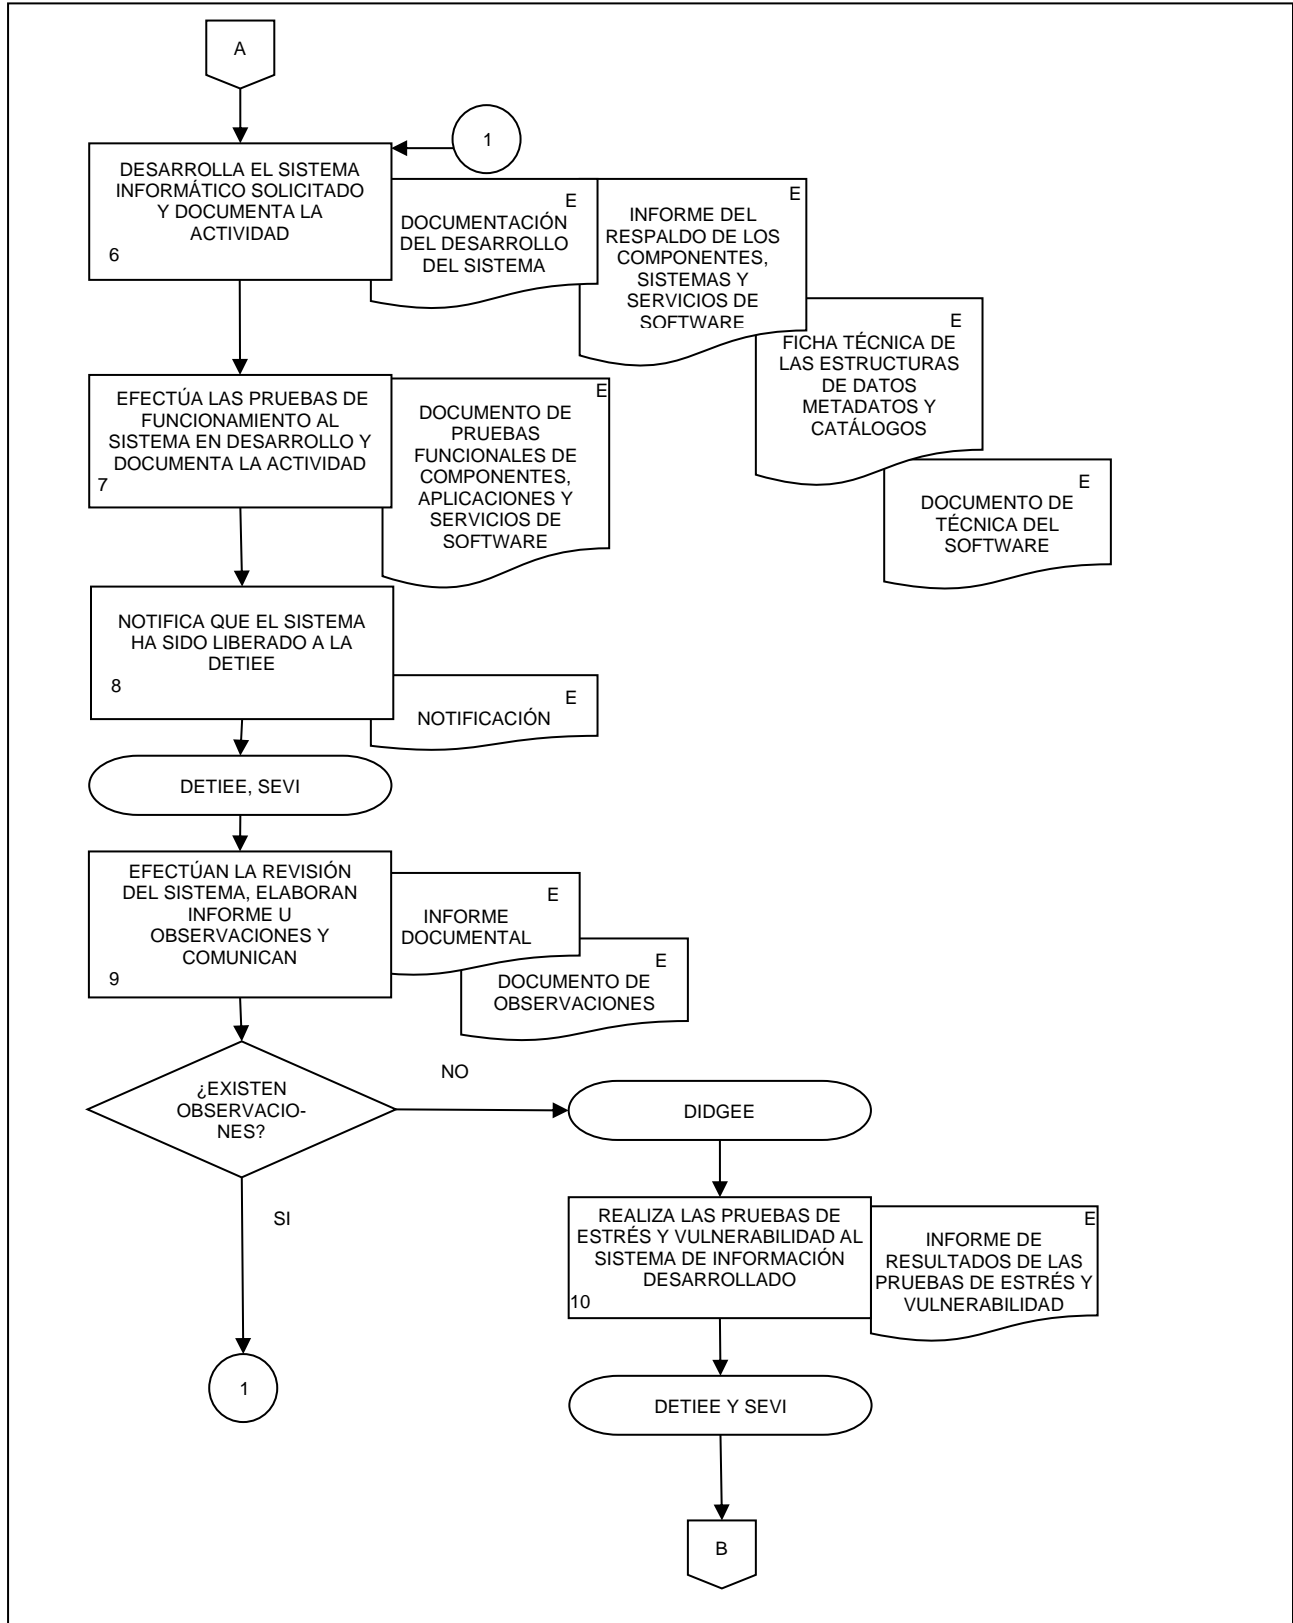 A
1
DESARROLLA EL SISTEMA
INFORMÁTICO SOLICITADO
Y DOCUMENTA LA
ACTIVIDAD
6
E
DOCUMENTACIÓN
DEL DESARROLLO
DEL SISTEMA
E
INFORME DEL
RESPALDO DE LOS
COMPONENTES,
SISTEMAS Y
SERVICIOS DE
SOFTWARE
E
FICHA TÉCNICA DE
LAS ESTRUCTURAS
DE DATOS
METADATOS Y
CATÁLOGOS
E
DOCUMENTO DE
TÉCNICA DEL
SOFTWARE
EFECTÚA LAS PRUEBAS DE
FUNCIONAMIENTO AL
SISTEMA EN DESARROLLO Y
DOCUMENTA LA ACTIVIDAD
7
E
DOCUMENTO DE
PRUEBAS
FUNCIONALES DE
COMPONENTES,
APLICACIONES Y
SERVICIOS DE
SOFTWARE
NOTIFICA QUE EL SISTEMA
HA SIDO LIBERADO A LA
DETIEE
8
E
NOTIFICACIÓN
DETIEE, SEVI
EFECTÚAN LA REVISIÓN
DEL SISTEMA, ELABORAN
INFORME U
OBSERVACIONES Y
COMUNICAN
9
E
INFORME
DOCUMENTAL
E
DOCUMENTO DE
OBSERVACIONES
¿EXISTEN
OBSERVACIO-
NES?
NO
SI
1
DIDGEE
REALIZA LAS PRUEBAS DE
ESTRÉS Y VULNERABILIDAD AL
SISTEMA DE INFORMACIÓN
DESARROLLADO
10
E
INFORME DE
RESULTADOS DE LAS
PRUEBAS DE ESTRÉS Y
VULNERABILIDAD
DETIEE Y SEVI
B